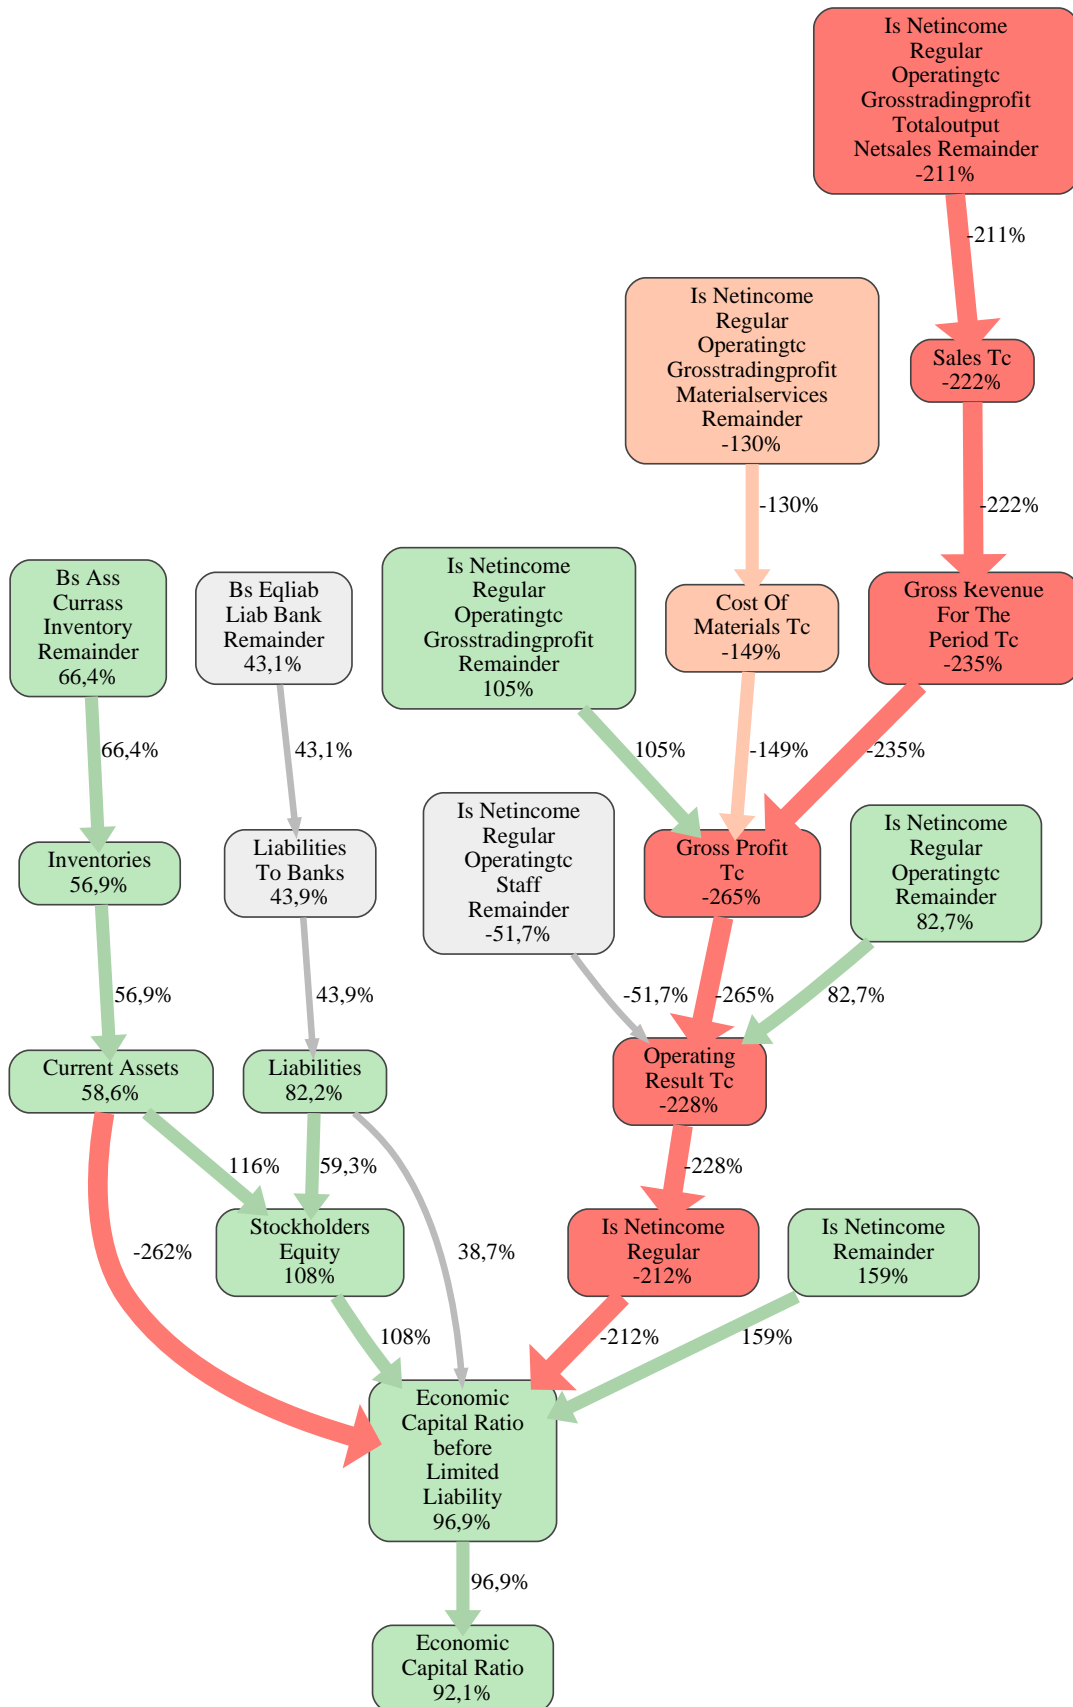 Is Netincome
Regular
Operatingtc
Grosstradingprofit
Totaloutput
Netsales Remainder
-211%
-211%
Is Netincome
Regular
Operatingtc
Grosstradingprofit
Materialservices
Remainder
-130%
Sales Tc
-222%
-130%
-222%
Bs Ass
Currass
Inventory
Remainder
66,4%
Bs Eqliab
Liab Bank
Remainder
43,1%
Is Netincome
Regular
Operatingtc
Grosstradingprofit
Remainder
105%
Cost Of
Materials Tc
-149%
Gross Revenue
For The
Period Tc
-235%
66,4%
43,1%
105%
-149%
-235%
Inventories
56,9%
Liabilities
To Banks
43,9%
Is Netincome
Regular
Operatingtc
Staff
Remainder
-51,7%
Gross Profit
Tc
-265%
Is Netincome
Regular
Operatingtc
Remainder
82,7%
56,9%
43,9%
-51,7%
-265%
82,7%
Current Assets
58,6%
Liabilities
82,2%
Operating
Result Tc
-228%
116%
59,3%
-228%
-262%
Stockholders
Equity
108%
38,7%
Is Netincome
Regular
-212%
Is Netincome
Remainder
159%
108%
-212%
159%
Economic
Capital Ratio
before
Limited
Liability
96,9%
96,9%
Economic
Capital Ratio
92,1%